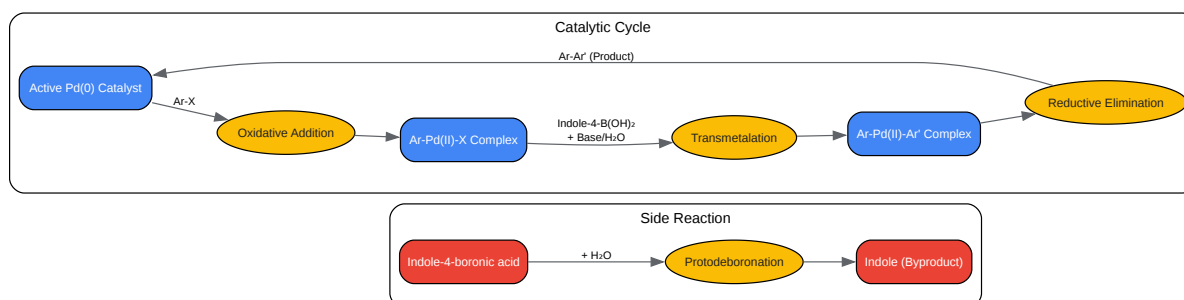 Catalytic Cycle
Ar-Ar' (Product)
Active Pd(0) Catalyst
Ar-X
Oxidative Addition
Ar-Pd(II)-X Complex
Indole-4-B(OH)₂
+ Base/H₂O
Transmetalation
Ar-Pd(II)-Ar' Complex
Reductive Elimination
Side Reaction
Indole-4-boronic acid
+ H₂O
Protodeboronation
Indole (Byproduct)